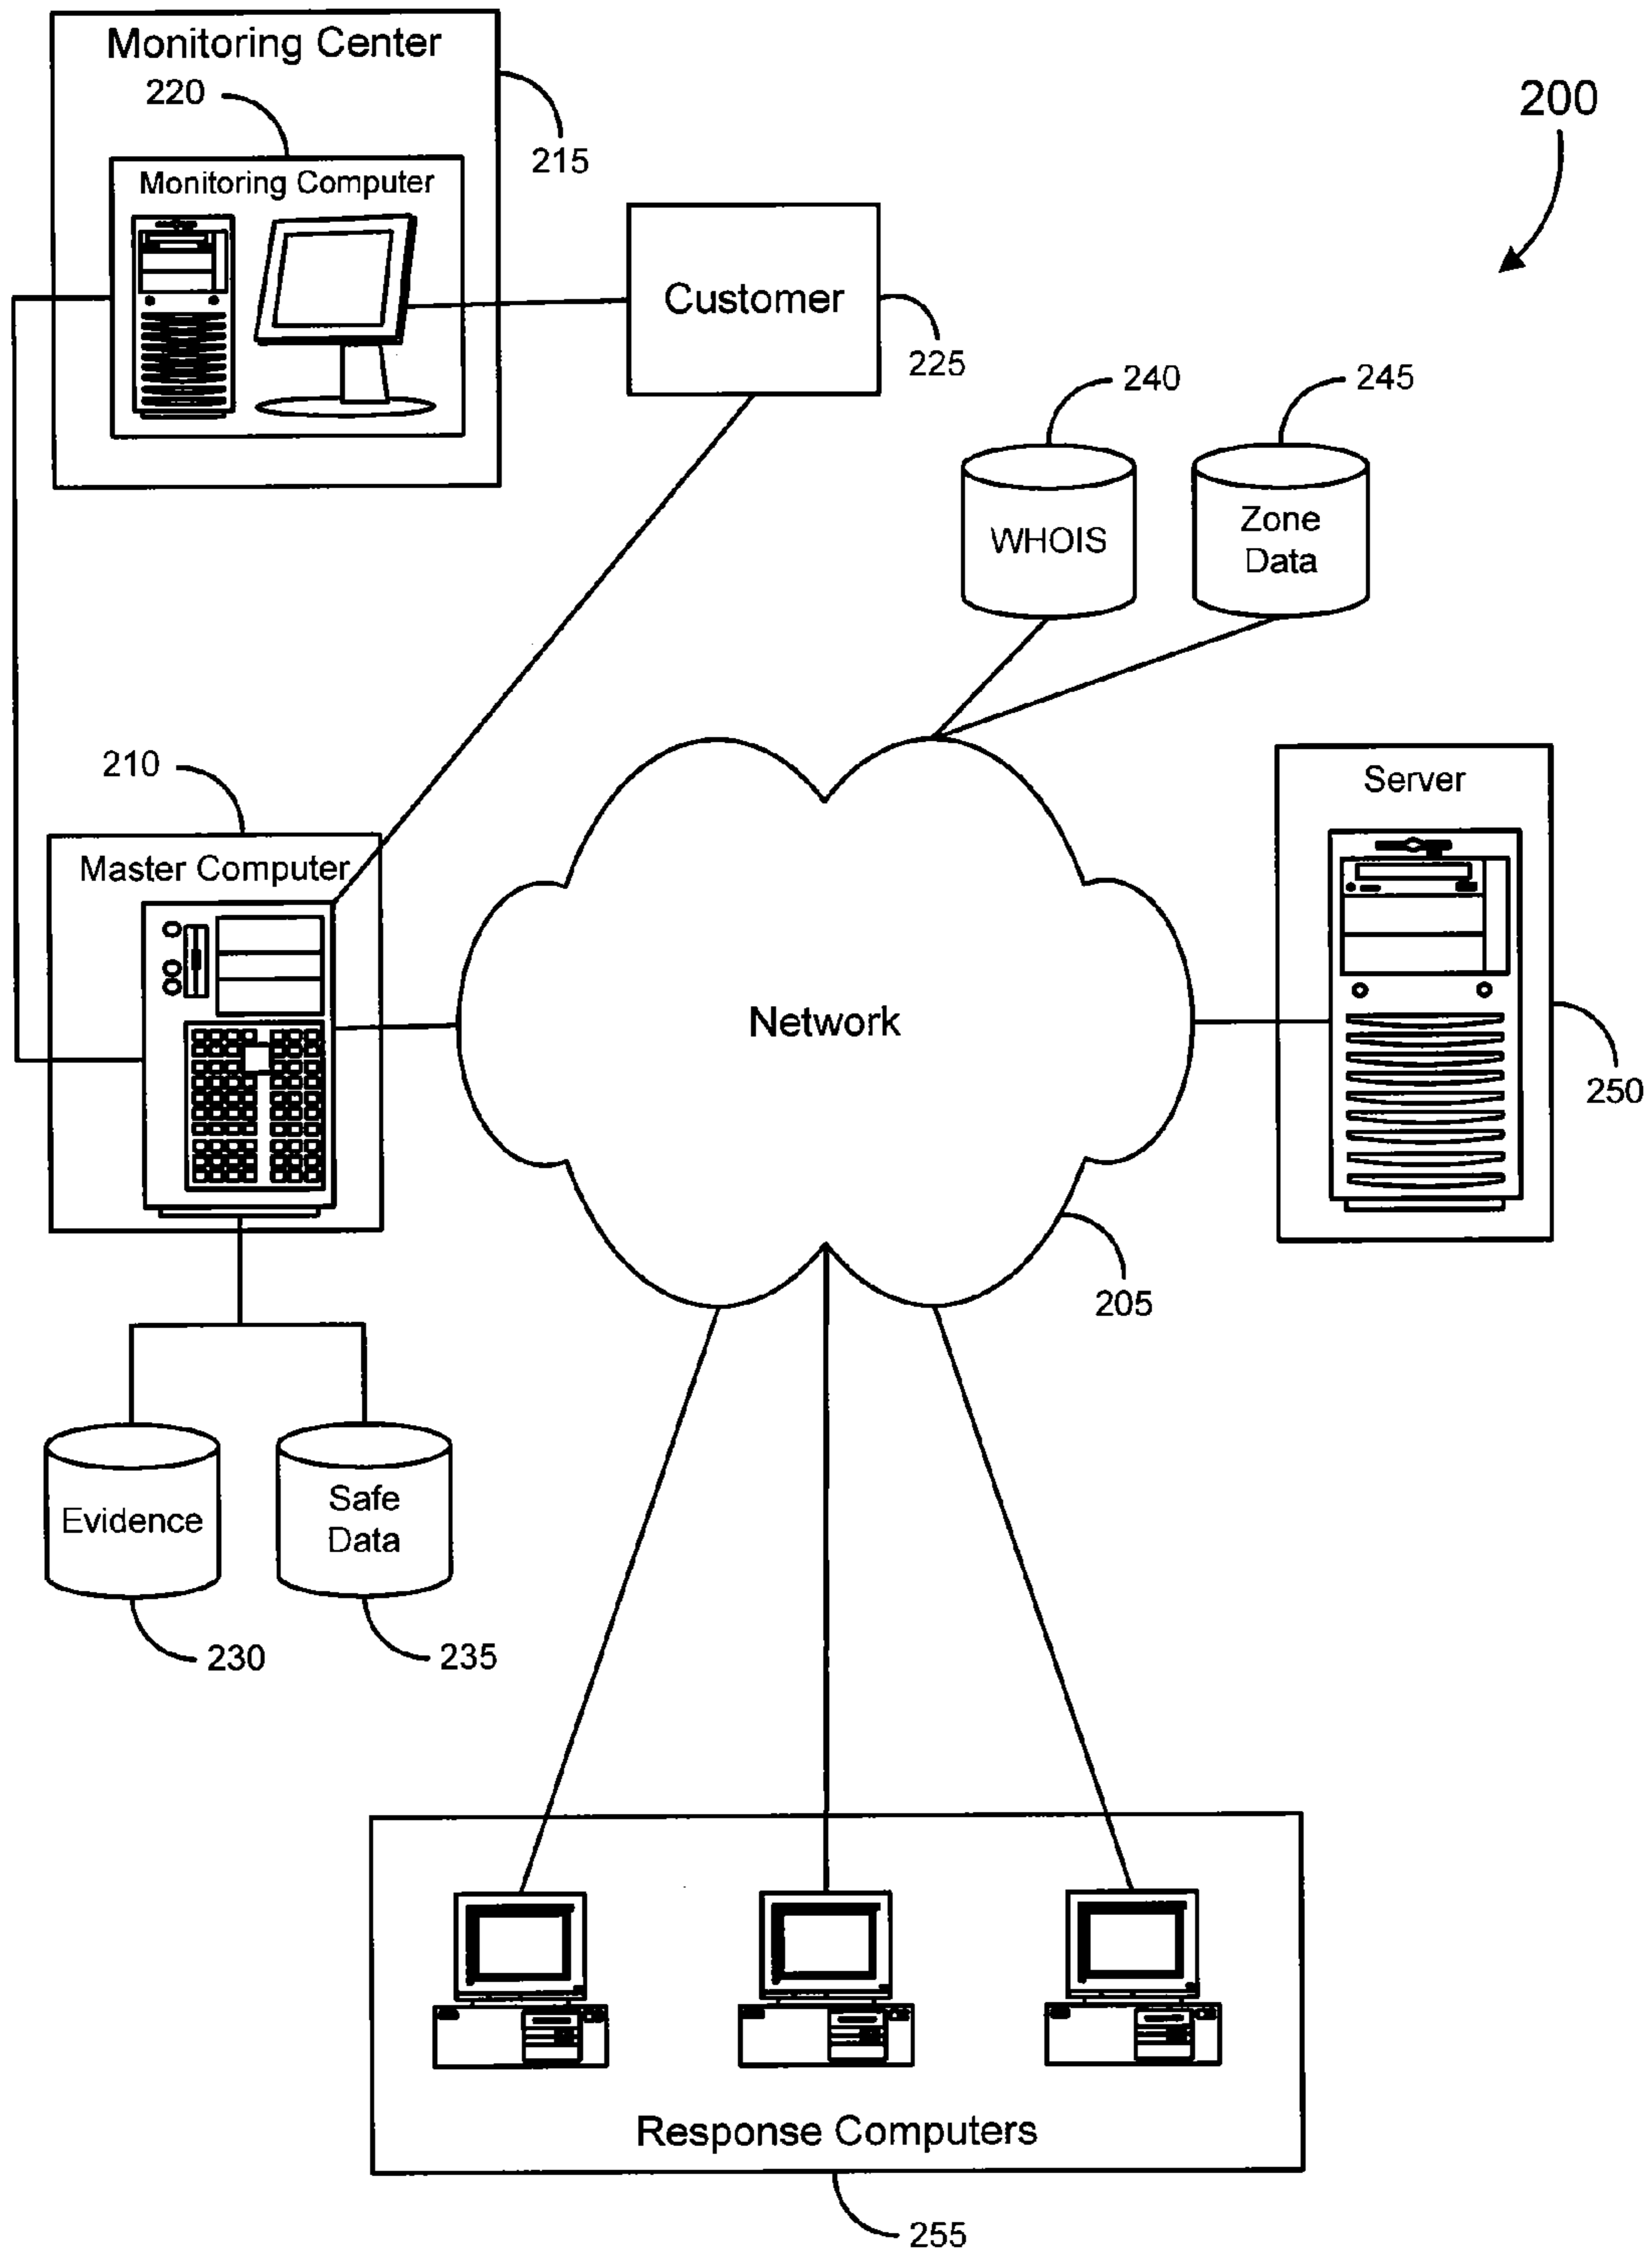 Monitoring Center
220
215
Monitoring Computer
200
Customer
225
240
245
WHOIS
Zone
Data
210
Master Computer
Server
Network
250
205
Evidence
Safe
Data
230
235
Response Computers
255